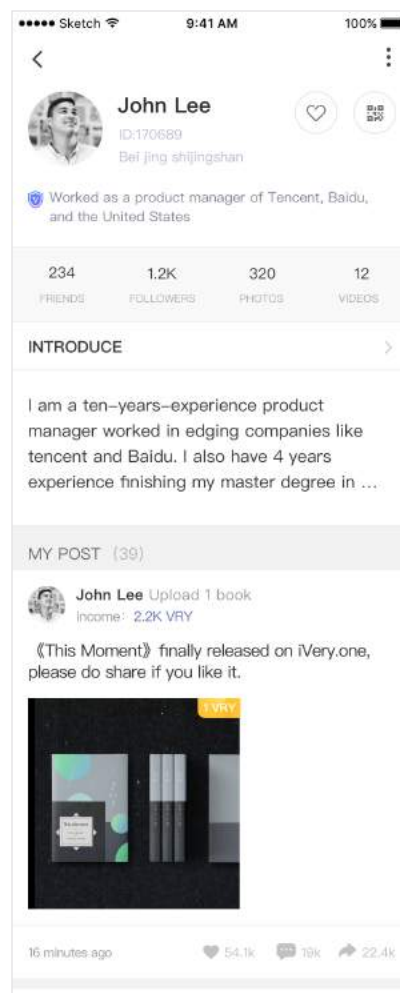 Sketch
9:41 AM
100%
John Lee
ID:170689
Bei jing shijingshan
Worked as a product manager of Tencent, Baidu,
and the United States
234 1.2K 320 12
FRIENDS FOLLOWERS PHOTOS VIDEOS
INTRODUCE
I am a ten-years-experience product
manager worked in edging companies like
tencent and Baidu. I also have 4 years
experience finishing my master degree in ...
MY POST (39)
John Lee Upload 1 book
Income: 2.2K VRY
《This Moment》 finally released on iVery.one,
please do share if you like it.
1 VRY
16 minutes ago 54.1k 19k 22.4k